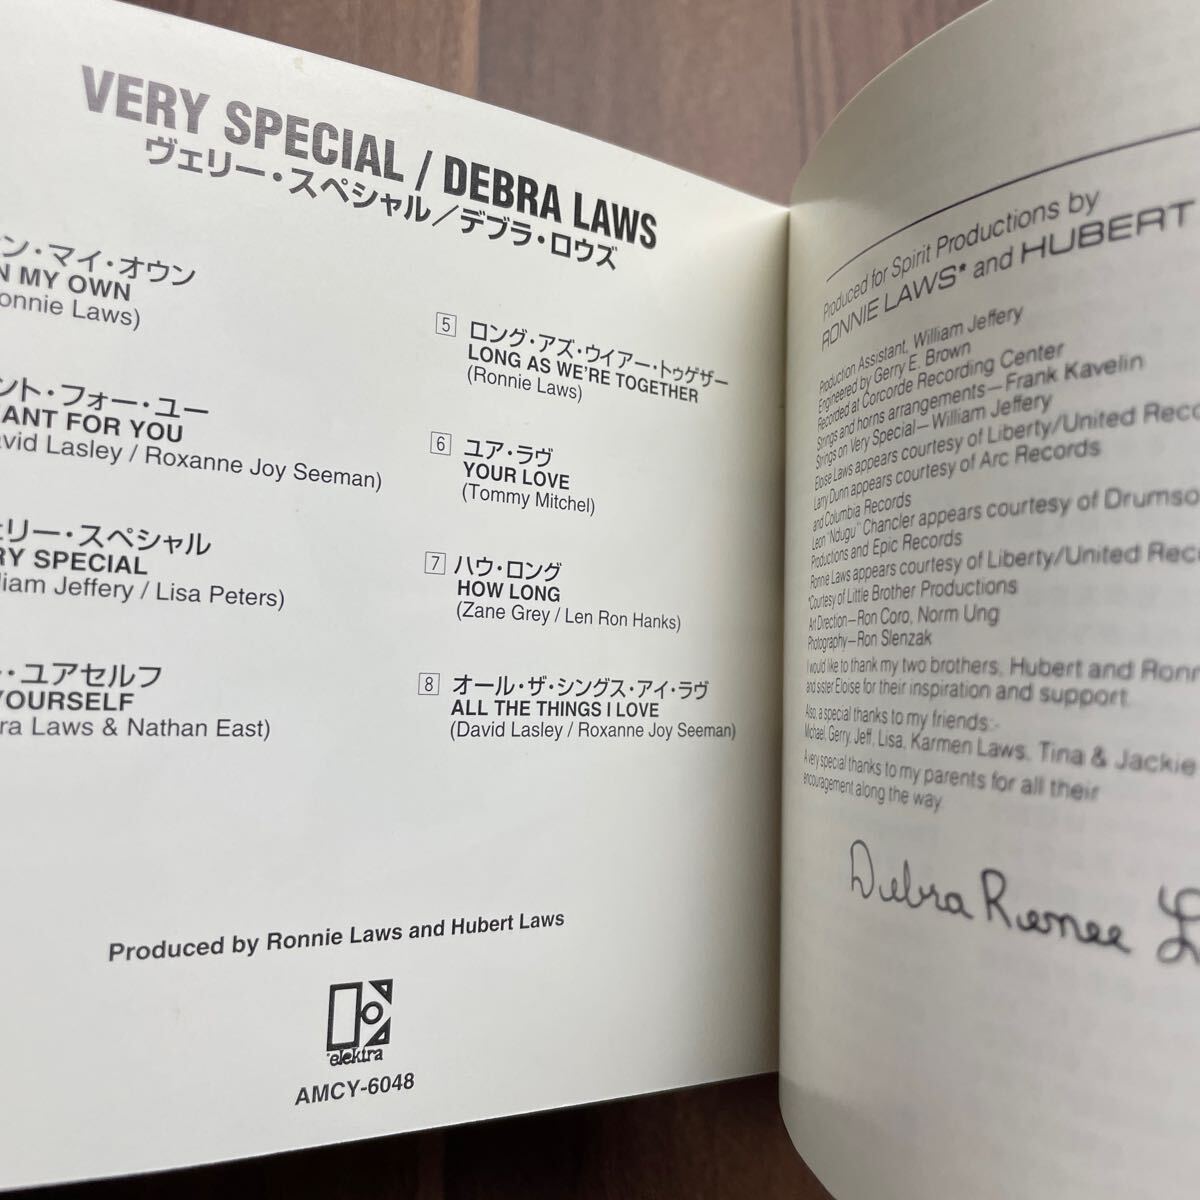 VERY SPECIAL / DEBRA LAWS
ヴェリー・スペシャル／デブラ・ロウズ
ン・マイ・オウン
N MY OWN
onnie Laws)
ント・フォー・ユー
ANT FOR YOU
avid Lasley / Roxanne Joy Seeman)
ェリー・スペシャル
RY SPECIAL
liam Jeffery / Lisa Peters)
・ユアセルフ
YOURSELF
ra Laws & Nathan East)
5 ロング・アズ・ウイアー・トゥゲザー
LONG AS WE'RE TOGETHER
(Ronnie Laws)
6 ユア・ラヴ
YOUR LOVE
(Tommy Mitchel)
7 ハウ・ロング
HOW LONG
(Zane Grey / Len Ron Hanks)
8 オール・ザ・シングス・アイ・ラヴ
ALL THE THINGS I LOVE
(David Lasley / Roxanne Joy Seeman)
Produced by Ronnie Laws and Hubert Laws
elektra
AMCY-6048
Produced for Spirit Productions by
RONNIE LAWS* and HUBERT
Production Assistant, William Jeffery
Engineered by Gerry E. Brown
Recorded at Corcorde Recording Center
Strings and horns arrangements—Frank Kavelin
Strings on Very Special—William Jeffery
Eloise Laws appears courtesy of Liberty/United Reco
Larry Dunn appears courtesy of Arc Records
and Columbia Records
Leon "Ndugu" Chancler appears courtesy of Drumso
Productions and Epic Records
Ronnie Laws appears courtesy of Liberty/United Rec
*Courtesy of Little Brother Productions
Art Direction—Ron Coro, Norm Ung
Photography—Ron Slenzak
I would like to thank my two brothers, Hubert and Ronn
and sister Eloise for their inspiration and support.
Also, a special thanks to my friends:-
Michael, Gerry, Jeff, Lisa, Karmen Laws, Tina & Jackie
A very special thanks to my parents for all their
encouragement along the way
Debra Renee L